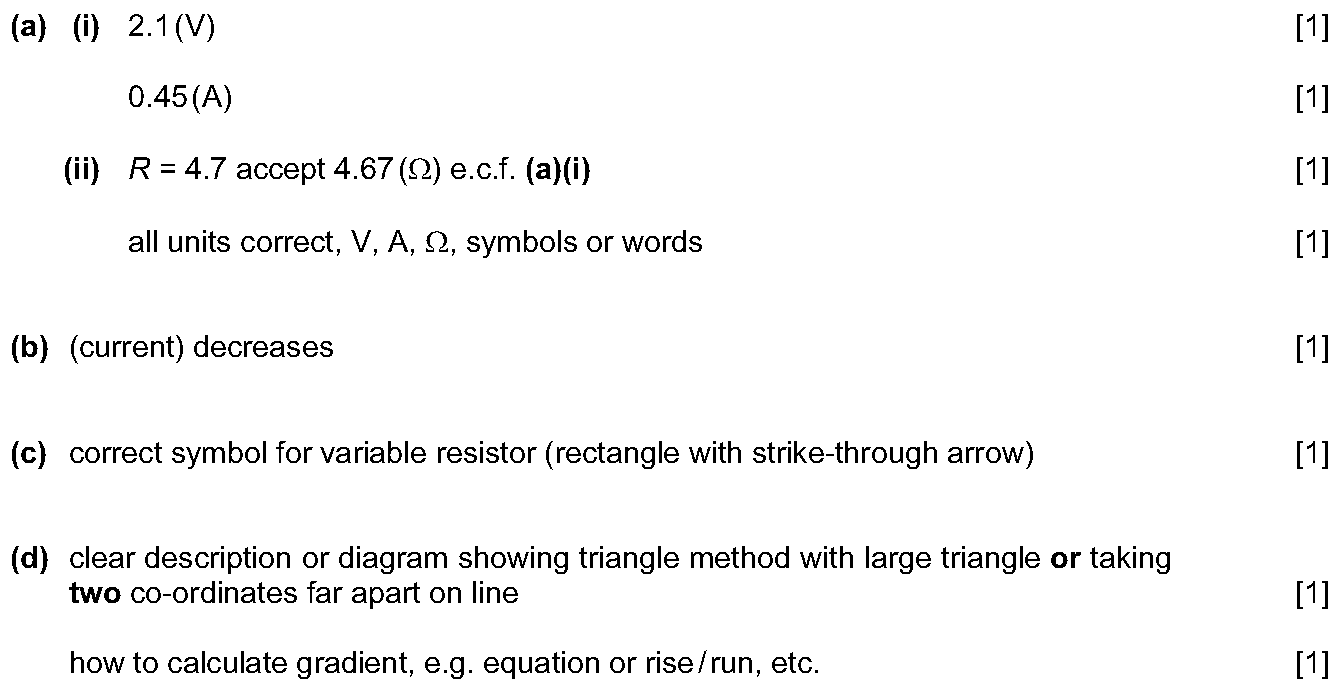 (a) (i) 2.1 (V) [1]
0.45 (A) [1]
(ii) R = 4.7 accept 4.67 (Ω) e.c.f. (a)(i) [1]
all units correct, V, A, Ω, symbols or words [1]
(b) (current) decreases [1]
(c) correct symbol for variable resistor (rectangle with strike-through arrow) [1]
(d) clear description or diagram showing triangle method with large triangle or taking
two co-ordinates far apart on line [1]
how to calculate gradient, e.g. equation or rise / run, etc. [1]